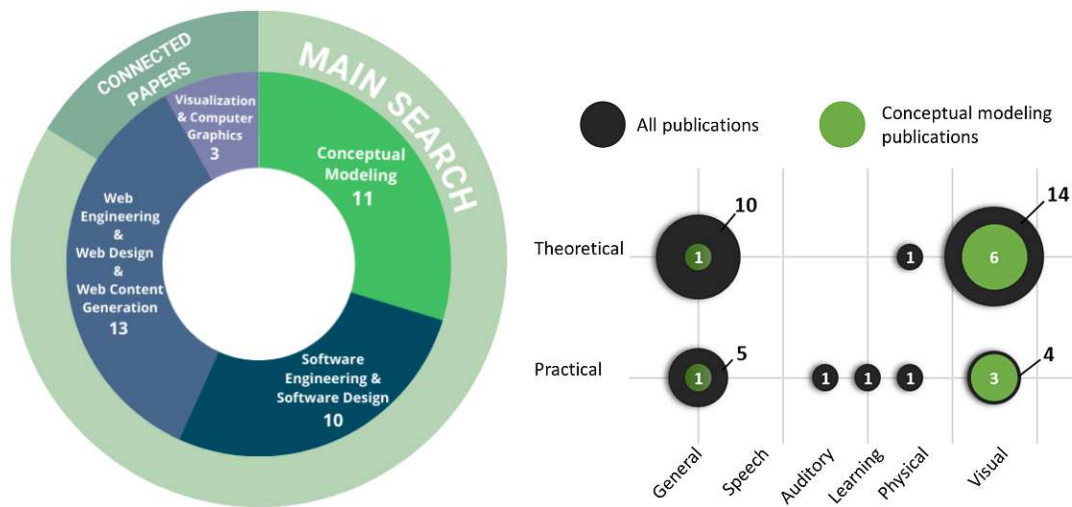 CONNECTED
PAPERS
MAIN SEARCH
Visualization
& Computer
Graphics
3
Conceptual
Modeling
11
Web
Engineering
&
Web Design
&
Web Content
Generation
13
Software
Engineering &
Software Design
10
All publications
Conceptual modeling
publications
Theoretical
10
1
1
14
6
Practical
5
1
1
1
1
4
3
General
Speech
Auditory
Learning
Physical
Visual